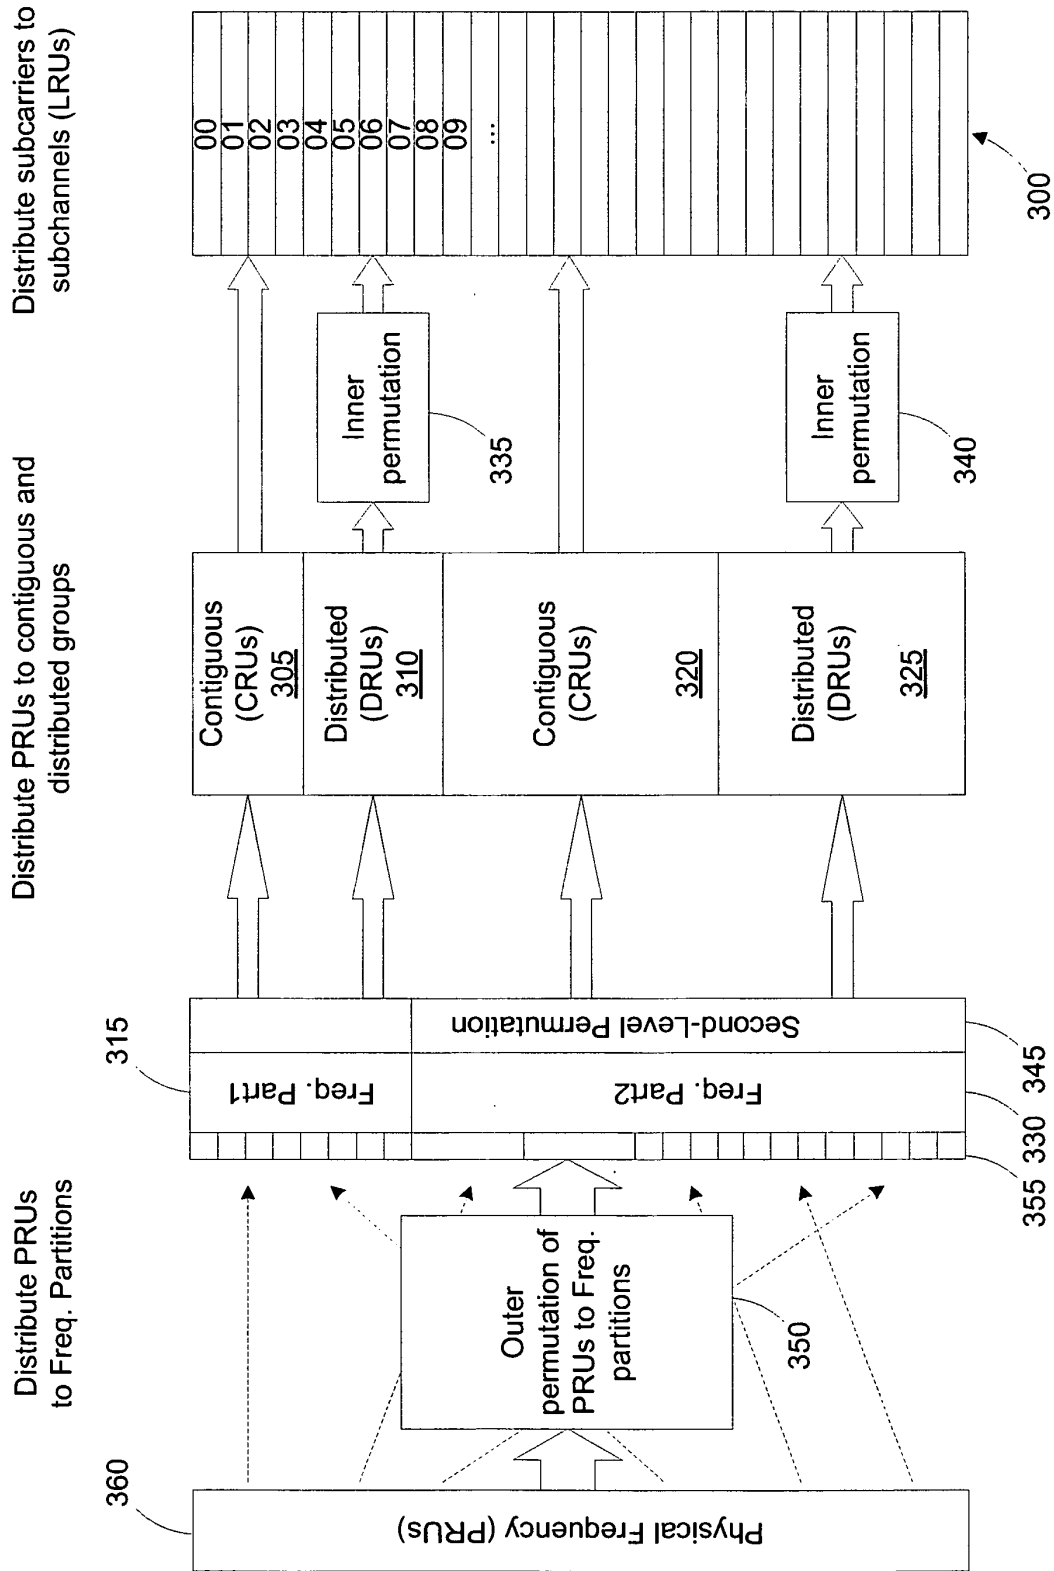 Distribute PRUs
to Freq. Partitions
Distribute PRUs to contiguous and
distributed groups
Distribute subcarriers to
subchannels (LRUs)
360
Physical Frequency (PRUs)
Outer
permutation of
PRUs to Freq.
partitions
350
315
Freq. Part1
Freq. Part2
Second-Level Permutation
355
330
345
Contiguous
(CRUs)
305
Distributed
(DRUs)
310
Contiguous
(CRUs)
320
Distributed
(DRUs)
325
Inner
permutation
335
Inner
permutation
340
00
01
02
03
04
05
06
07
08
09
...
300